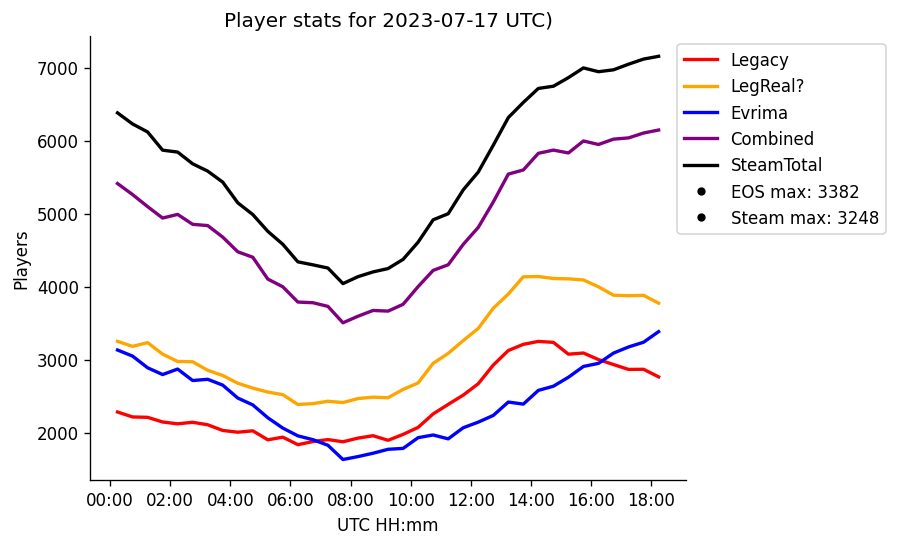 Player stats for 2023-07-17 UTC)
Legacy
LegReal?
Evrima
Combined
SteamTotal
EOS max: 3382
Steam max: 3248
Players
7000
6000
5000
4000
3000
2000
00:00 02:00 04:00 06:00 08:00 10:00 12:00 14:00 16:00 18:00
UTC HH:mm